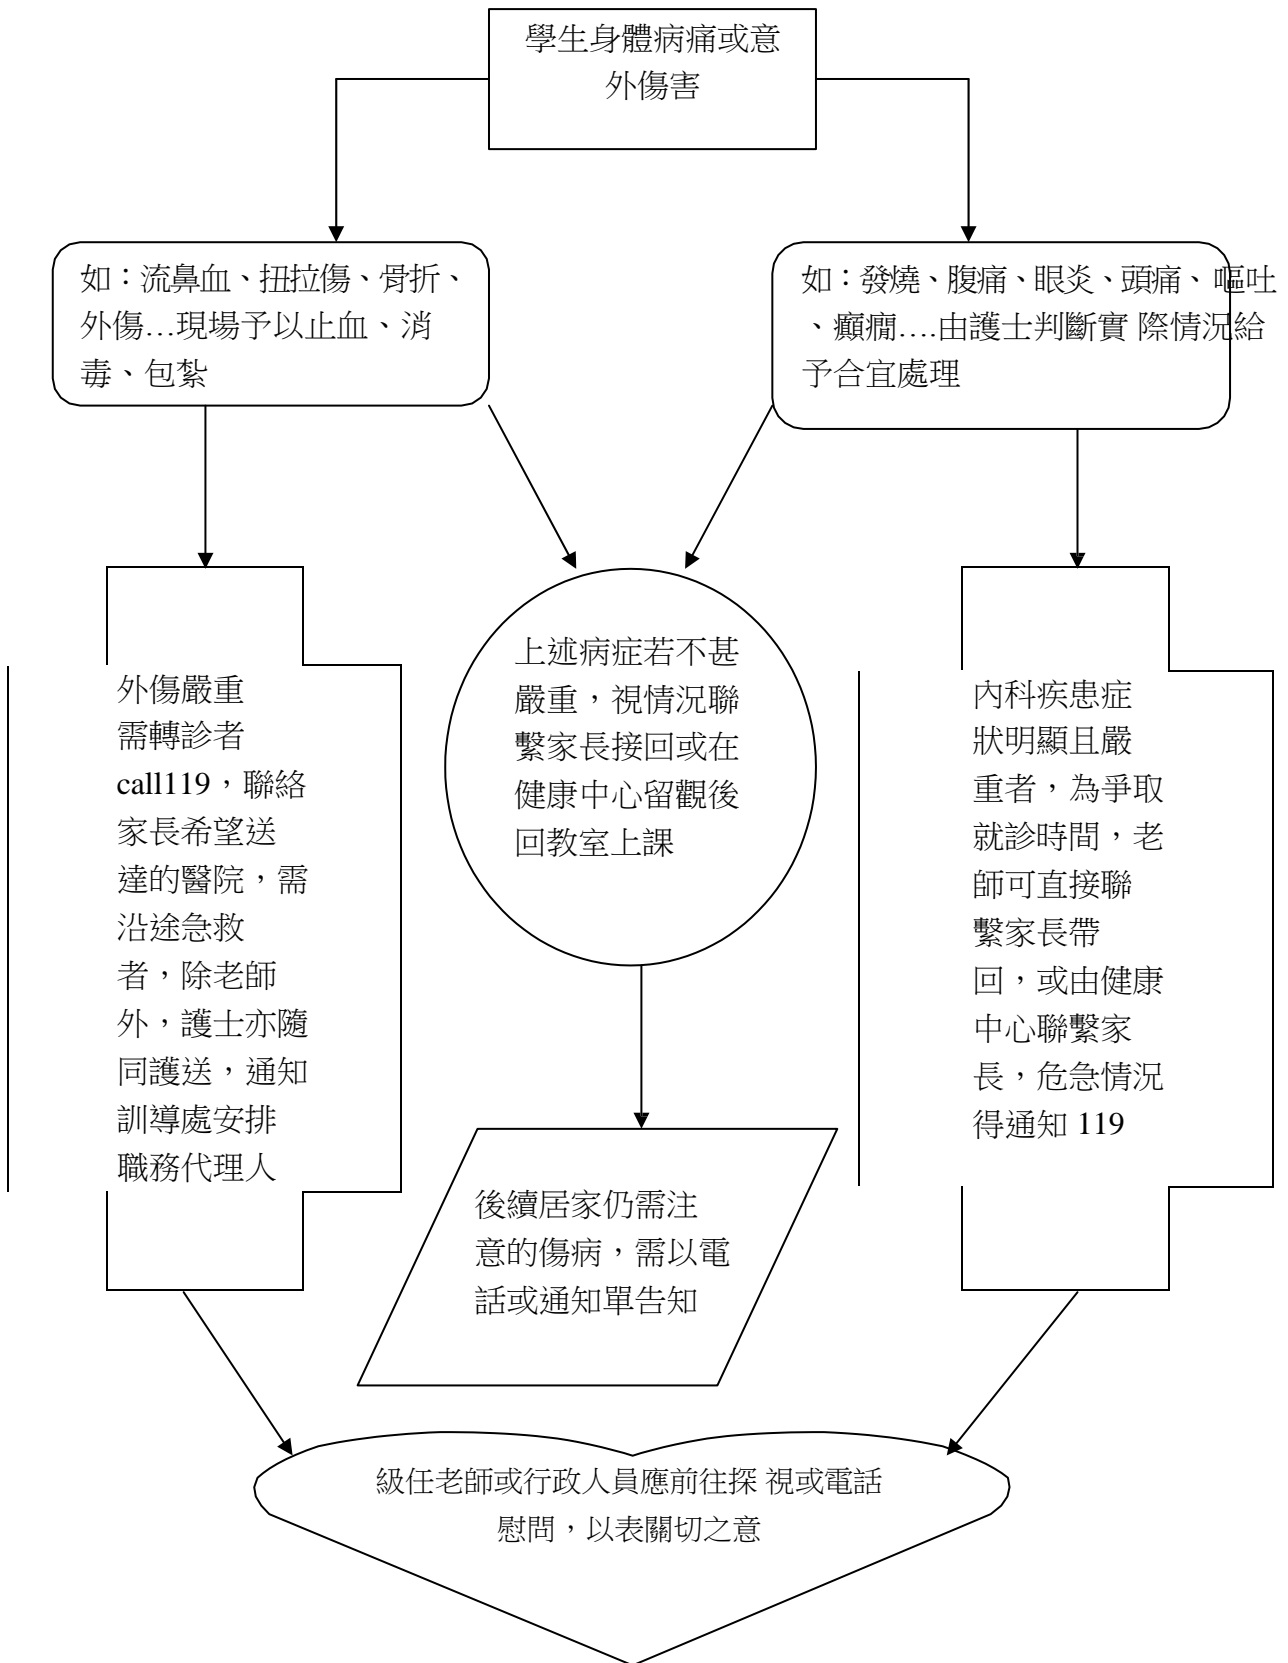 學生身體病痛或意
外傷害
如：流鼻血、扭拉傷、骨折、
外傷...現場予以止血、消
毒、包紮
如：發燒、腹痛、眼炎、頭痛、 嘔吐
、癲癇....由護士判斷實 際情況給
予合宜處理
外傷嚴重
需轉診者
call119，聯絡
家長希望送
達的醫院，需
沿途急救
者，除老師
外，護士亦隨
同護送，通知
訓導處安排
職務代理人
上述病症若不甚
嚴重，視情況聯
繫家長接回或在
健康中心留觀後
回教室上課
內科疾患症
狀明顯且嚴
重者，為爭取
就診時間，老
師可直接聯
繫家長帶
回，或由健康
中心聯繫家
長，危急情況
得通知 119
後續居家仍需注
意的傷病，需以電
話或通知單告知
級任老師或行政人員應前往探 視或電話
慰問，以表關切之意